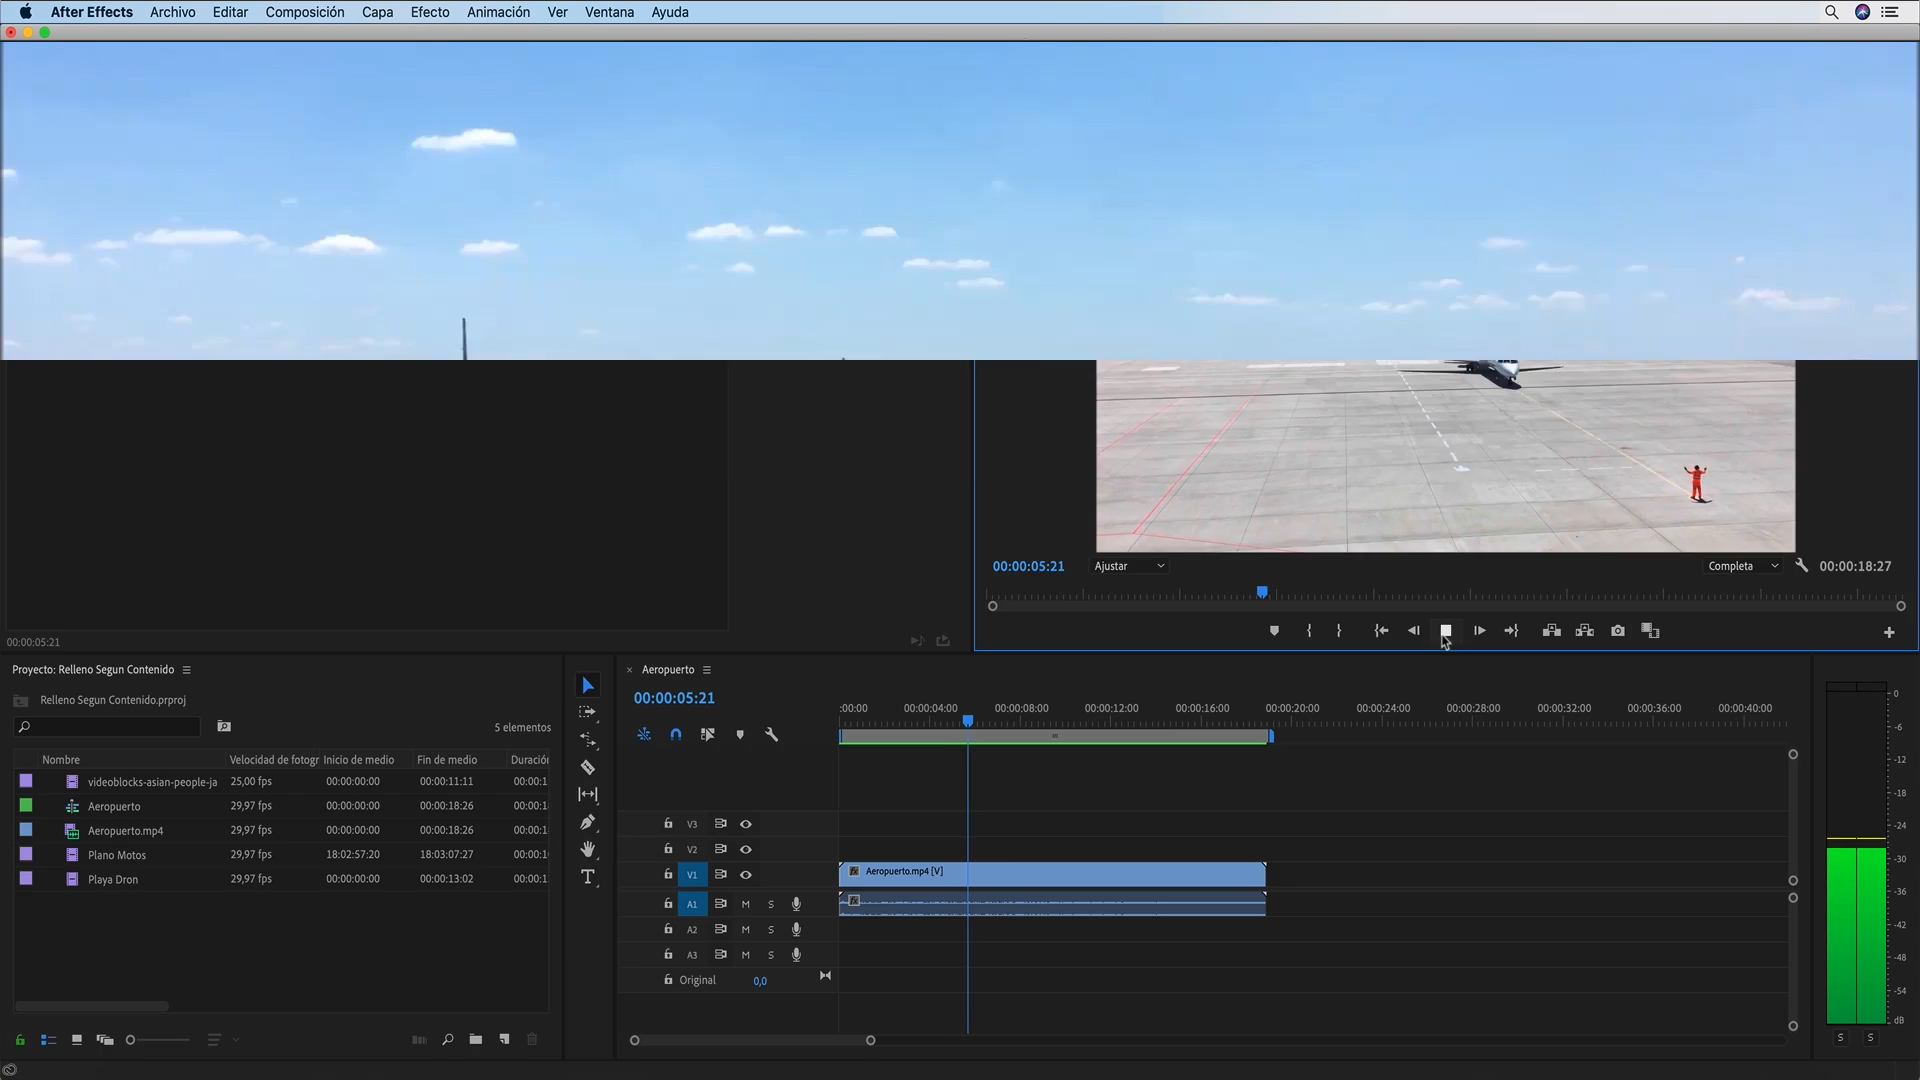 After Effects Archivo Editar Composición Capa Efecto Animación Ver Ventana Ayuda
00:00:05:21 Ajustar Completa 00:00:18:27
00:00:05:21
Proyecto: Relleno Segun Contenido
Relleno Segun Contenido.prproj
5 elementos
Nombre Velocidad de fotogr Inicio de medio Fin de medio Duración
videoblocks-asian-people-ja 25,00 fps 00:00:00:00 00:00:11:11 00:00:1
Aeropuerto 29,97 fps 00:00:00:00 00:00:18:26 00:00:1
Aeropuerto.mp4 29,97 fps 00:00:00:00 00:00:18:26 00:00:1
Plano Motos 29,97 fps 18:02:57:20 18:03:07:27 00:00:1
Playa Dron 29,97 fps 00:00:00:00 00:00:13:02 00:00:1
× Aeropuerto
00:00:05:21
:00:00 00:00:04:00 00:00:08:00 00:00:12:00 00:00:16:00 00:00:20:00 00:00:24:00 00:00:28:00 00:00:32:00 00:00:36:00 00:00:40:00
V3
V2
V1 fx Aeropuerto.mp4 [V]
A1 M S fx
A2 M S
A3 M S
Original 0,0
0
-6
-12
-18
-24
-30
-36
-42
-48
-54
dB
S S